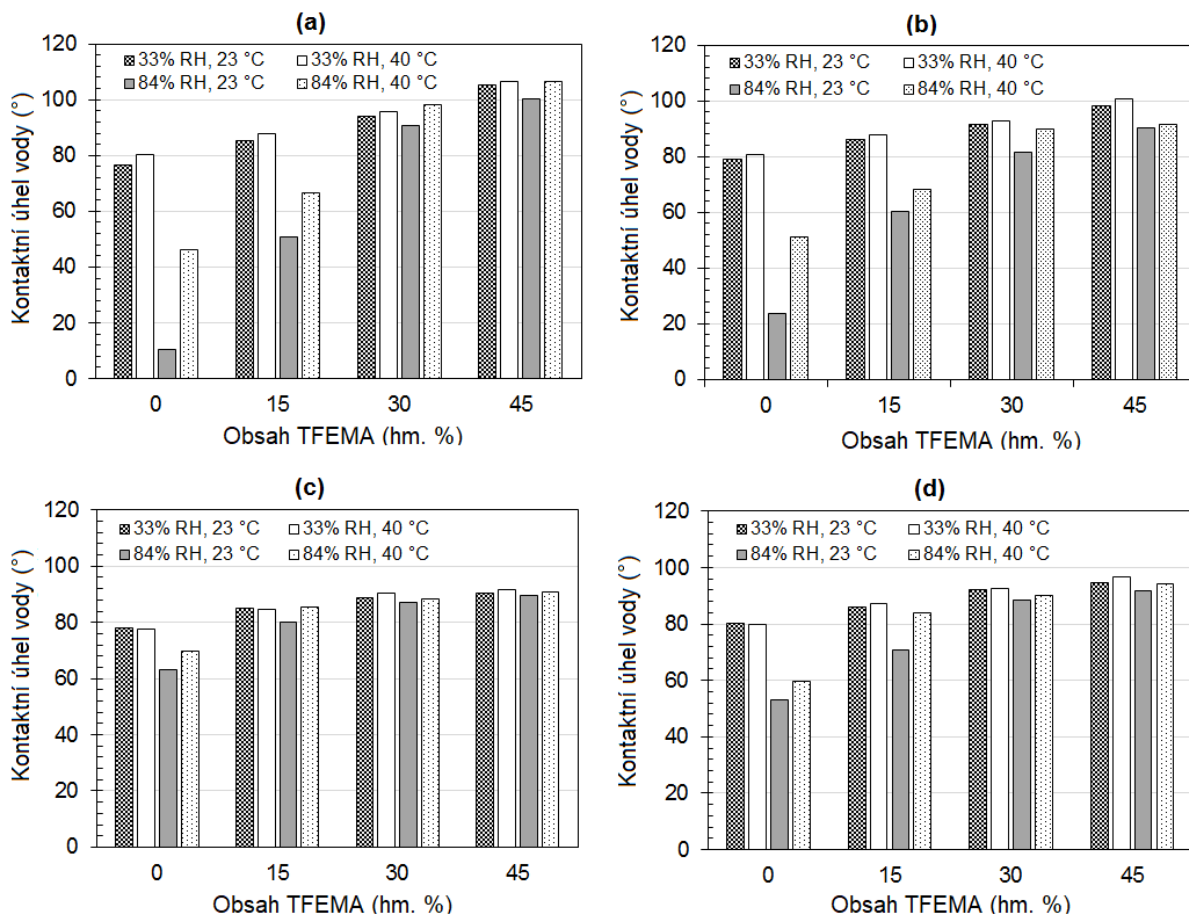 (a)
33% RH, 23 °C
33% RH, 40 °C
84% RH, 23 °C
84% RH, 40 °C
Kontaktní úhel vody (°)
120
100
80
60
40
20
0
0 15 30 45
Obsah TFEMA (hm. %)
(b)
33% RH, 23 °C
33% RH, 40 °C
84% RH, 23 °C
84% RH, 40 °C
Kontaktní úhel vody (°)
120
100
80
60
40
20
0
0 15 30 45
Obsah TFEMA (hm. %)
(c)
33% RH, 23 °C
33% RH, 40 °C
84% RH, 23 °C
84% RH, 40 °C
Kontaktní úhel vody (°)
120
100
80
60
40
20
0
0 15 30 45
Obsah TFEMA (hm. %)
(d)
33% RH, 23 °C
33% RH, 40 °C
84% RH, 23 °C
84% RH, 40 °C
Kontaktní úhel vody (°)
120
100
80
60
40
20
0
0 15 30 45
Obsah TFEMA (hm. %)